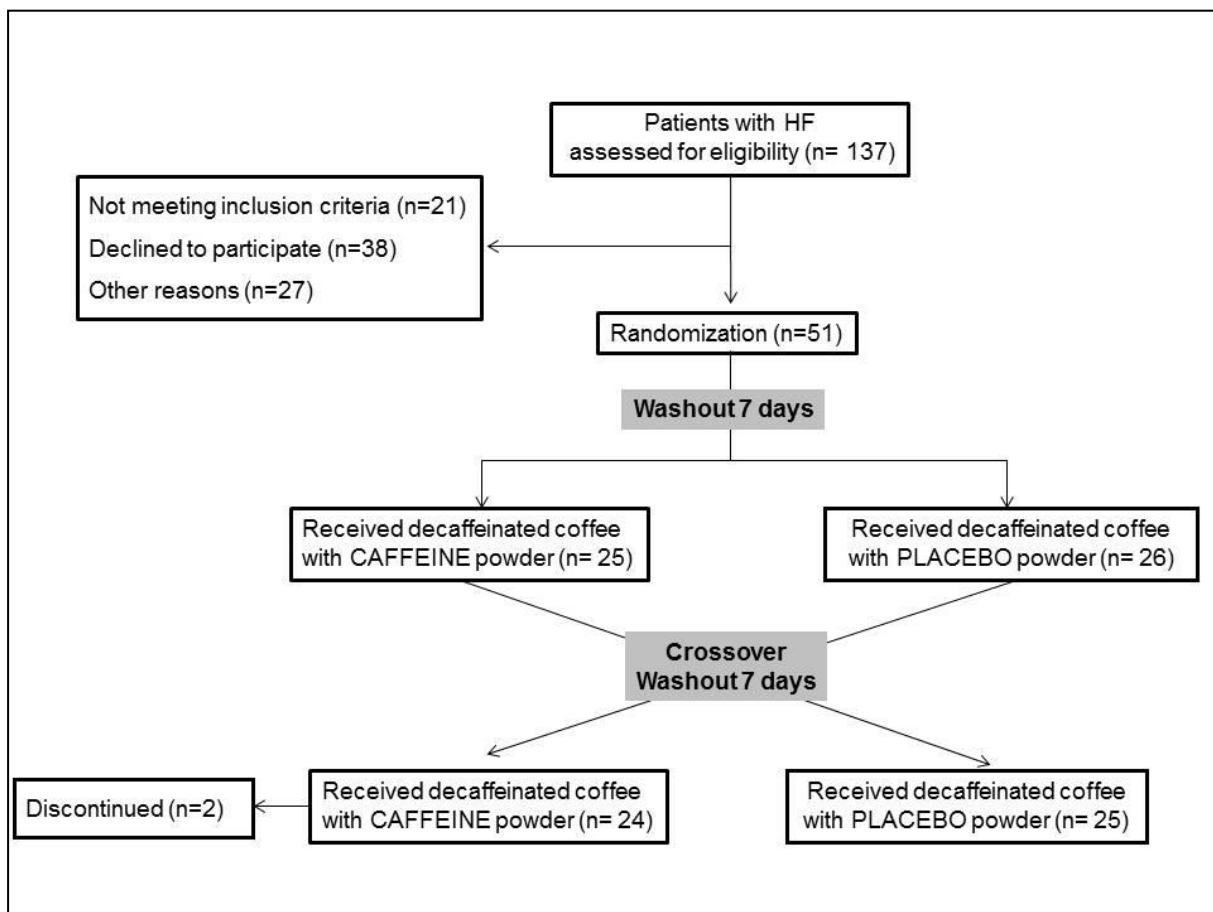 Patients with HF
assessed for eligibility (n= 137)
Not meeting inclusion criteria (n=21)
Declined to participate (n=38)
Other reasons (n=27)
Randomization (n=51)
Washout 7 days
Received decaffeinated coffee
with CAFFEINE powder (n= 25)
Received decaffeinated coffee
with PLACEBO powder (n= 26)
Crossover
Washout 7 days
Discontinued (n=2)
Received decaffeinated coffee
with CAFFEINE powder (n= 24)
Received decaffeinated coffee
with PLACEBO powder (n= 25)